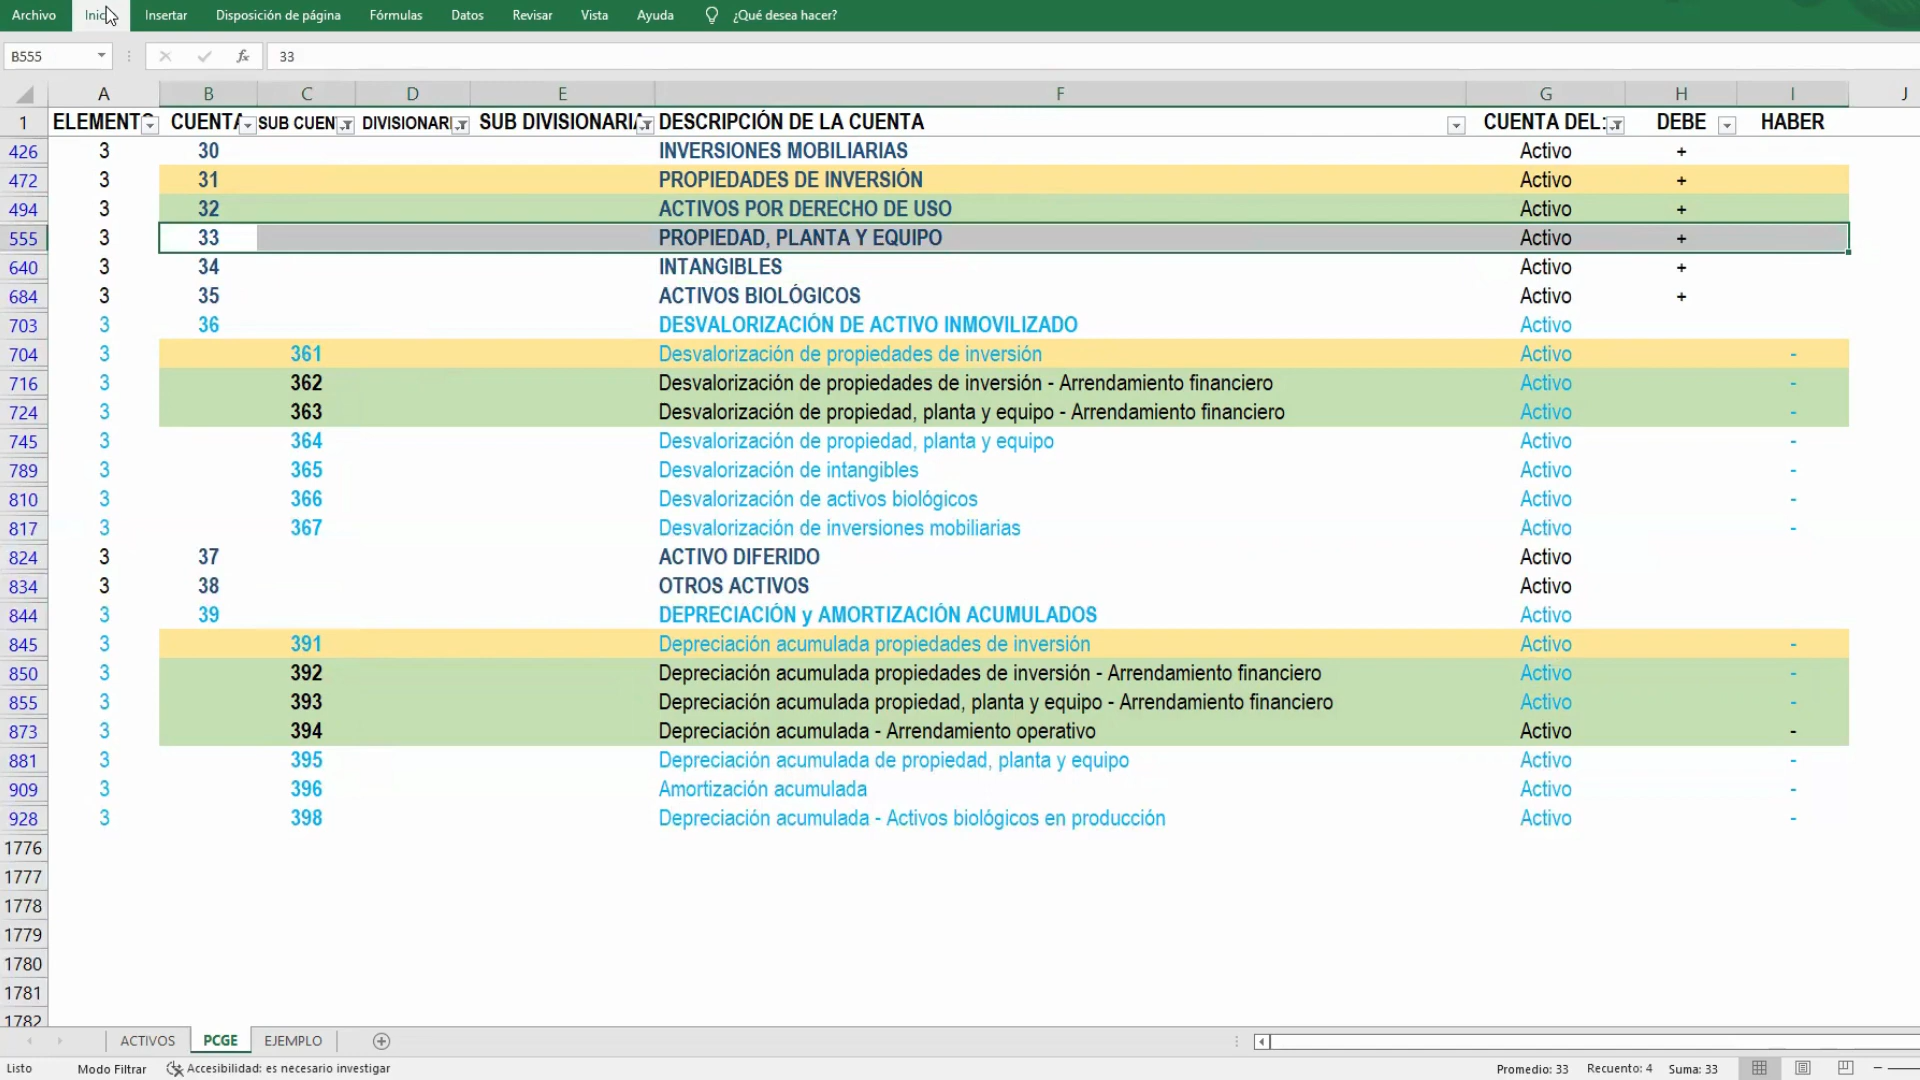 Archivo Inicio Insertar Disposición de página Fórmulas Datos Revisar Vista Ayuda ¿Qué desea hacer?
B555 fx 33
A B C D E F G H I J
1 ELEMENTO CUENTA SUB CUEN DIVISIONARI SUB DIVISIONARIA DESCRIPCIÓN DE LA CUENTA CUENTA DEL: DEBE HABER
426 3 30 INVERSIONES MOBILIARIAS Activo +
472 3 31 PROPIEDADES DE INVERSIÓN Activo +
494 3 32 ACTIVOS POR DERECHO DE USO Activo +
555 3 33 PROPIEDAD, PLANTA Y EQUIPO Activo +
640 3 34 INTANGIBLES Activo +
684 3 35 ACTIVOS BIOLÓGICOS Activo +
703 3 36 DESVALORIZACIÓN DE ACTIVO INMOVILIZADO Activo
704 3 361 Desvalorización de propiedades de inversión Activo -
716 3 362 Desvalorización de propiedades de inversión - Arrendamiento financiero Activo -
724 3 363 Desvalorización de propiedad, planta y equipo - Arrendamiento financiero Activo -
745 3 364 Desvalorización de propiedad, planta y equipo Activo -
789 3 365 Desvalorización de intangibles Activo -
810 3 366 Desvalorización de activos biológicos Activo -
817 3 367 Desvalorización de inversiones mobiliarias Activo -
824 3 37 ACTIVO DIFERIDO Activo
834 3 38 OTROS ACTIVOS Activo
844 3 39 DEPRECIACIÓN y AMORTIZACIÓN ACUMULADOS Activo
845 3 391 Depreciación acumulada propiedades de inversión Activo -
850 3 392 Depreciación acumulada propiedades de inversión - Arrendamiento financiero Activo -
855 3 393 Depreciación acumulada propiedad, planta y equipo - Arrendamiento financiero Activo -
873 3 394 Depreciación acumulada - Arrendamiento operativo Activo -
881 3 395 Depreciación acumulada de propiedad, planta y equipo Activo -
909 3 396 Amortización acumulada Activo -
928 3 398 Depreciación acumulada - Activos biológicos en producción Activo -
1776
1777
1778
1779
1780
1781
1782
ACTIVOS PCGE EJEMPLO
Listo Modo Filtrar Accesibilidad: es necesario investigar Promedio: 33 Recuento: 4 Suma: 33